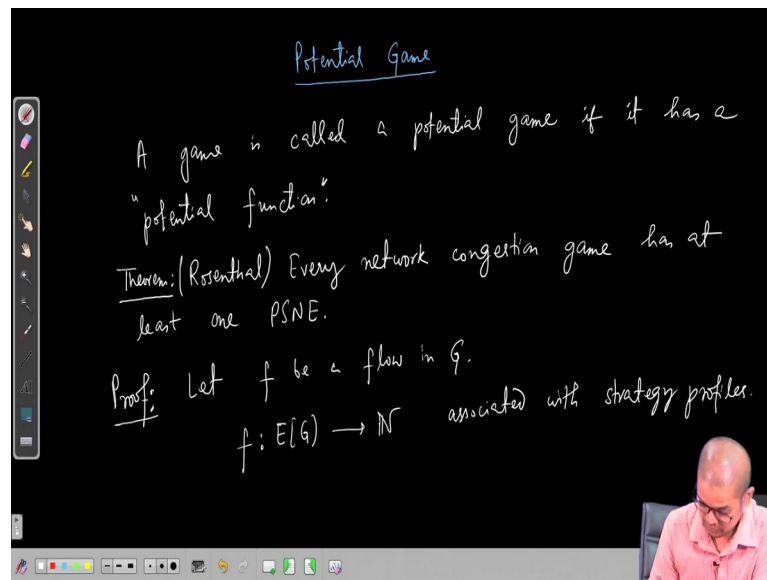 Potential Game
A game is called a potential game if it has a
"potential function".
Theorem: (Rosenthal) Every network congestion game has at
least one PSNE.
Proof: Let f be a flow in G.
f : E[G] → ℕ associated with strategy profiles.